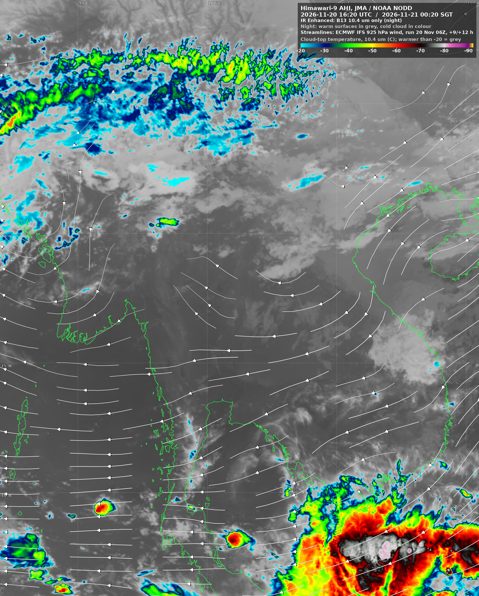 Himawari-9 AHI, JMA / NOAA NODD
2026-11-20 16:20 UTC / 2026-11-21 00:20 SGT
IR Enhanced: B13 10.4 um only (night)
Night: warm surfaces in grey, cold cloud in colour
Streamlines: ECMWF IFS 925 hPa wind, run 20 Nov 06Z, +9/+12 h
Cloud-top temperature, 10.4 um (C); warmer than -20 = grey
-20 -30 -40 -50 -60 -70 -80 -90